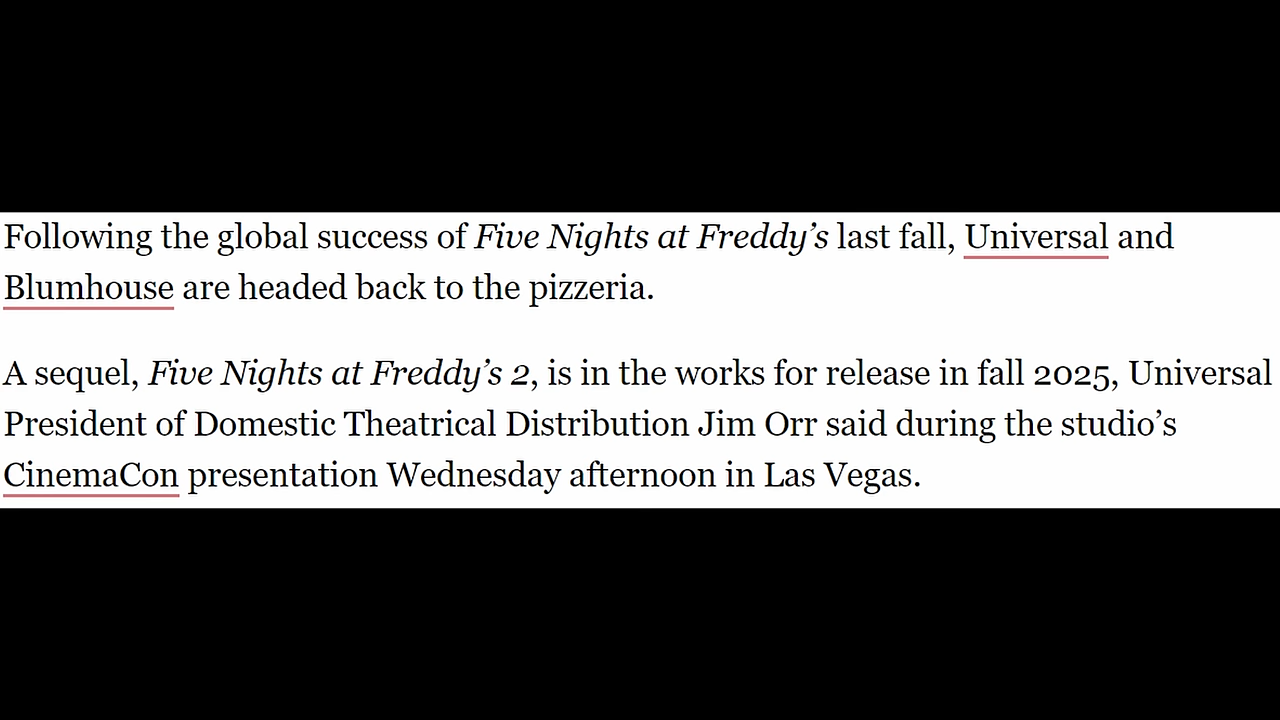 Following the global success of Five Nights at Freddy’s last fall, Universal and
Blumhouse are headed back to the pizzeria.
A sequel, Five Nights at Freddy’s 2, is in the works for release in fall 2025, Universal
President of Domestic Theatrical Distribution Jim Orr said during the studio’s
CinemaCon presentation Wednesday afternoon in Las Vegas.